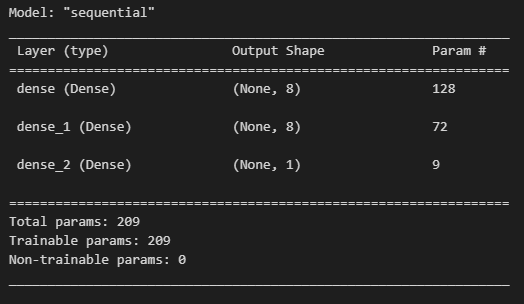 Model: "sequential"
_________________________________________________________________
Layer (type) Output Shape Param #
=================================================================
dense (Dense) (None, 8) 128
dense_1 (Dense) (None, 8) 72
dense_2 (Dense) (None, 1) 9
=================================================================
Total params: 209
Trainable params: 209
Non-trainable params: 0
_________________________________________________________________